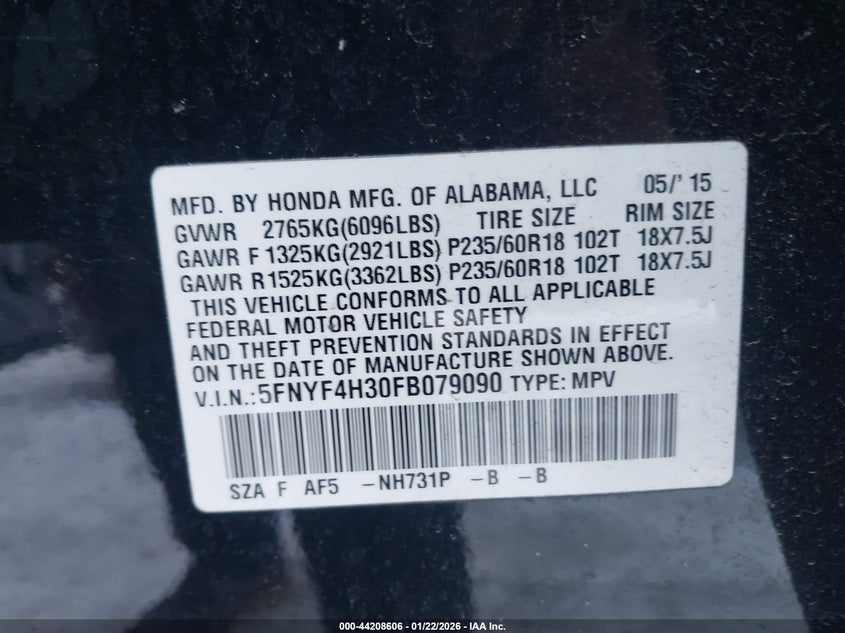 MFD. BY HONDA MFG. OF ALABAMA, LLC 05/' 15
GVWR 2765KG(6096LBS) TIRE SIZE RIM SIZE
GAWR F 1325KG(2921LBS) P235/60R18 102T 18X7.5J
GAWR R1525KG(3362LBS) P235/60R18 102T 18X7.5J
THIS VEHICLE CONFORMS TO ALL APPLICABLE
FEDERAL MOTOR VEHICLE SAFETY
AND THEFT PREVENTION STANDARDS IN EFFECT
ON THE DATE OF MANUFACTURE SHOWN ABOVE.
V.I.N.:5FNYF4H30FB079090 TYPE: MPV
SZA F AF5 -NH731P -B -B
000-44208606 - 01/22/2026 - IAA Inc.